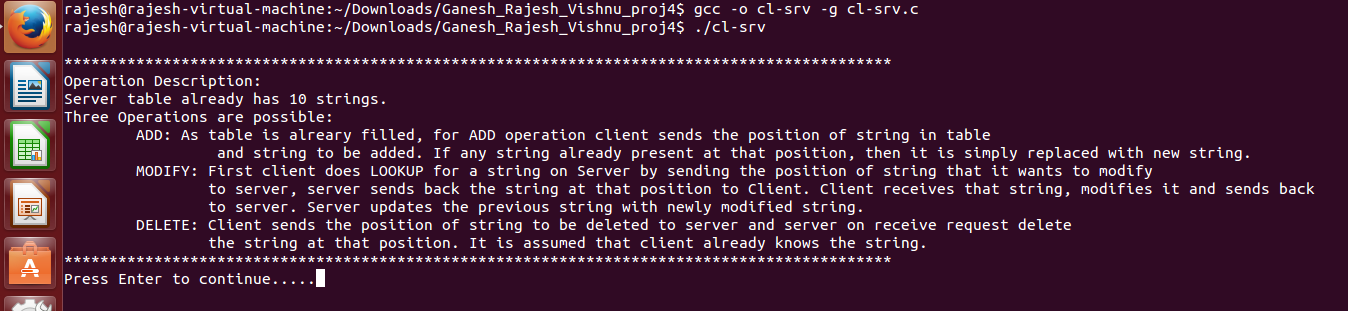 rajesh@rajesh-virtual-machine:~/Downloads/Ganesh_Rajesh_Vishnu_proj4$ gcc -o cl-srv -g cl-srv.c
rajesh@rajesh-virtual-machine:~/Downloads/Ganesh_Rajesh_Vishnu_proj4$ ./cl-srv
********************************************************************************************
Operation Description:
Server table already has 10 strings.
Three Operations are possible:
ADD: As table is alreary filled, for ADD operation client sends the position of string in table
and string to be added. If any string already present at that position, then it is simply replaced with new string.
MODIFY: First client does LOOKUP for a string on Server by sending the position of string that it wants to modify
to server, server sends back the string at that position to Client. Client receives that string, modifies it and sends back
to server. Server updates the previous string with newly modified string.
DELETE: Client sends the position of string to be deleted to server and server on receive request delete
the string at that position. It is assumed that client already knows the string.
********************************************************************************************
Press Enter to continue.....